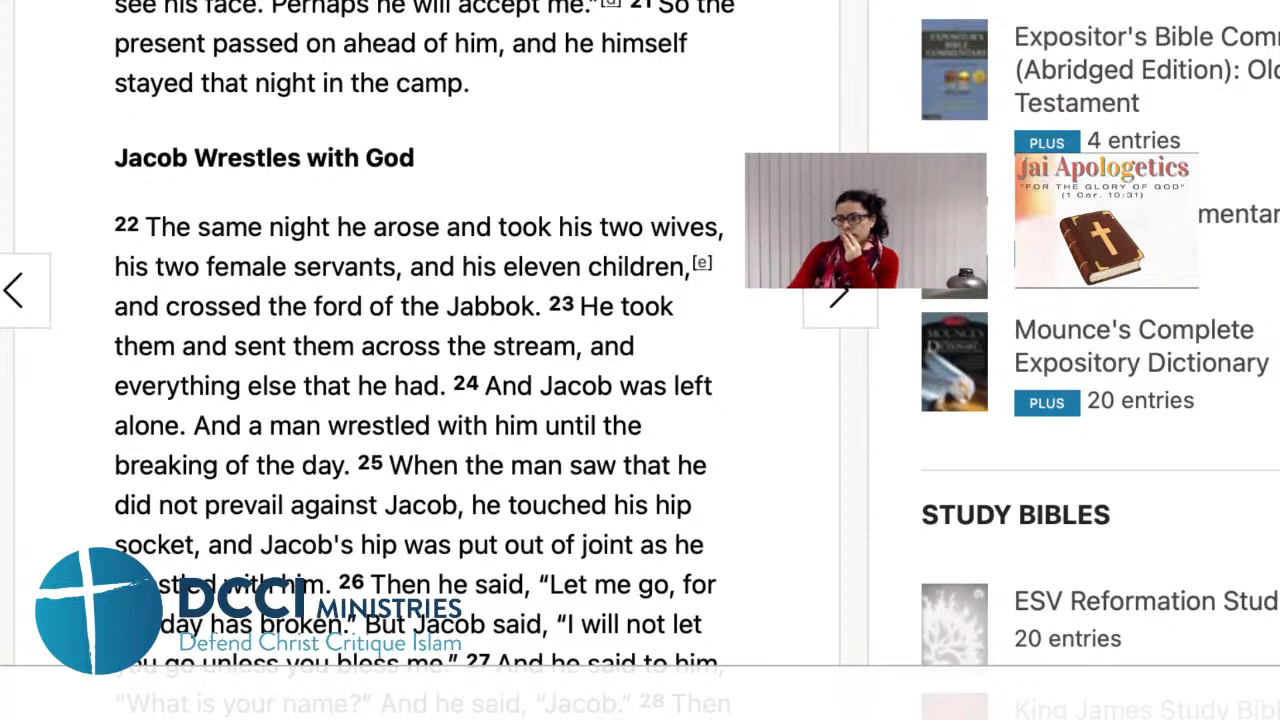 see his face. Perhaps he will accept me."[d] 21 So the
present passed on ahead of him, and he himself
stayed that night in the camp.
Jacob Wrestles with God
22 The same night he arose and took his two wives,
his two female servants, and his eleven children,[e]
and crossed the ford of the Jabbok. 23 He took
them and sent them across the stream, and
everything else that he had. 24 And Jacob was left
alone. And a man wrestled with him until the
breaking of the day. 25 When the man saw that he
did not prevail against Jacob, he touched his hip
socket, and Jacob's hip was put out of joint as he
with him. 26 Then he said, “Let me go, for
day has broken.” But Jacob said, “I will not let
you go unless you bless me.” 27 And he said to him,
“What is your name?” And he said, “Jacob.” 28 Then
DCCI MINISTRIES
Defend Christ Critique Islam
EXPOSITOR'S
BIBLE
COMMENTARY
Expositor's Bible Com
(Abridged Edition): Old
Testament
PLUS 4 entries
Jai Apologetics
"FOR THE GLORY OF GOD"
(1 Cor. 10:31)
mentar
MOUNCE'S
Mounce's Complete
Expository Dictionary
PLUS 20 entries
STUDY BIBLES
ESV Reformation Stud
20 entries
King James Study Bibl